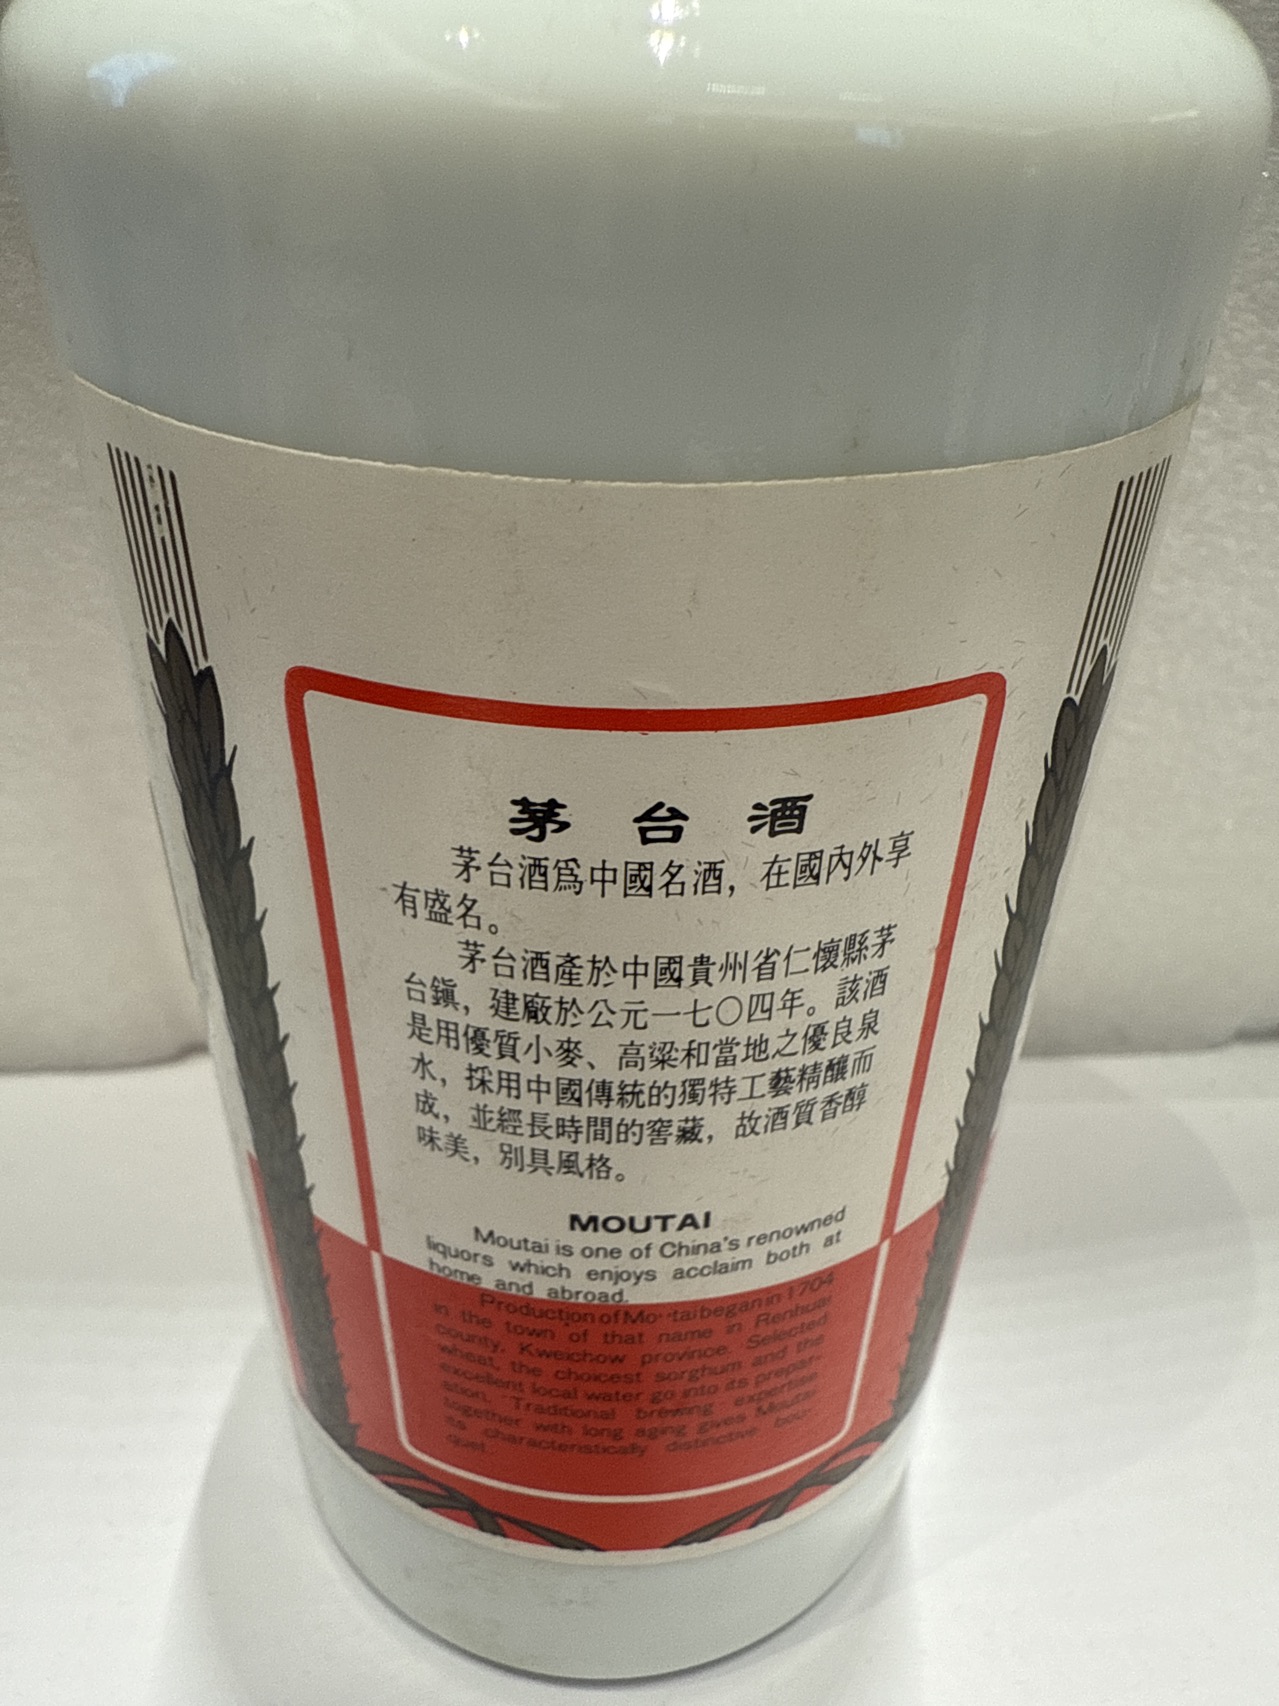 茅台酒
茅台酒爲中國名酒，在國內外享
有盛名。
茅台酒產於中國貴州省仁懷縣茅
台鎭，建廠於公元一七〇四年。該酒
是用優質小麥、高粱和當地之優良泉
水，採用中國傳統的獨特工藝精釀而
成，並經長時間的窖藏，故酒質香醇
味美，別具風格。
MOUTAI
Moutai is one of China's renowned
liquors which enjoys acclaim both at
home and abroad.
Production of Mo tai began in 1704
in the town of that name in Renhuai
county, Kweichow province. Selected
wheat, the choicest sorghum and the
excellent local water go into its prepar-
ation. Traditional brewing expertise
together with long aging gives Moutai
its characteristically distinctive bou-
quet.